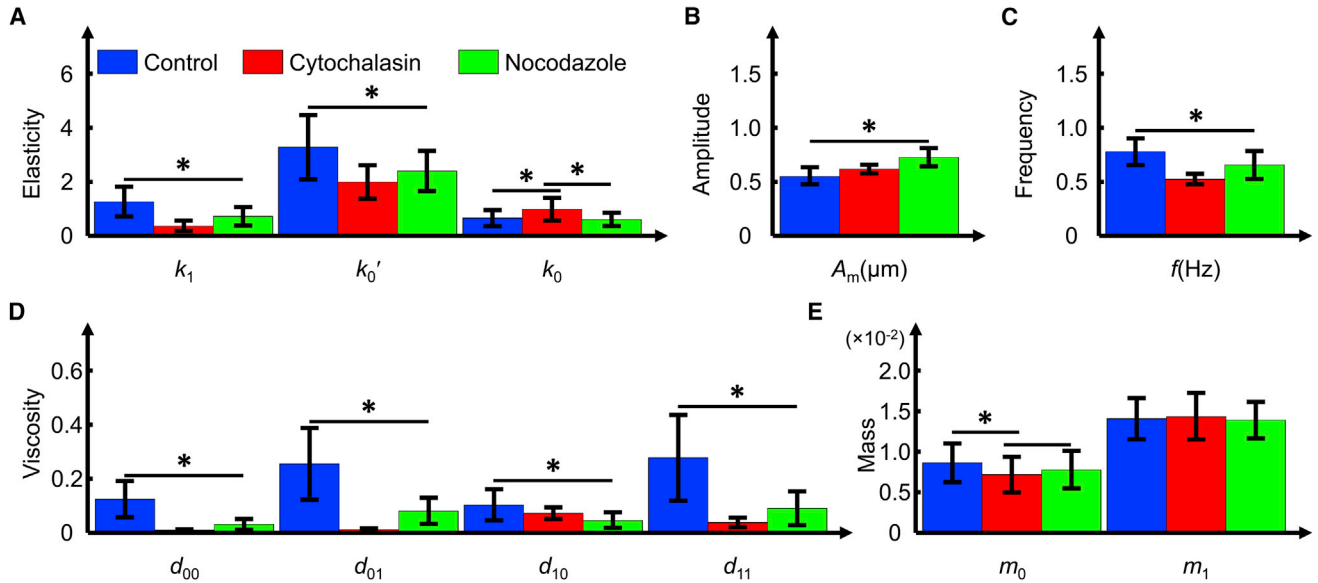 A
Elasticity
6
4
2
0
Control
Cytochalasin
Nocodazole
*
*
*
*
k₁
k₀′
k₀
B
Amplitude
1.5
1.0
0.5
0
*
Aₘ(μm)
C
Frequency
1.5
1.0
0.5
0
*
f(Hz)
D
Viscosity
0.6
0.4
0.2
0
*
*
*
*
d₀₀
d₀₁
d₁₀
d₁₁
E
(×10⁻²)
Mass
2.0
1.5
1.0
0.5
0
*
m₀
m₁